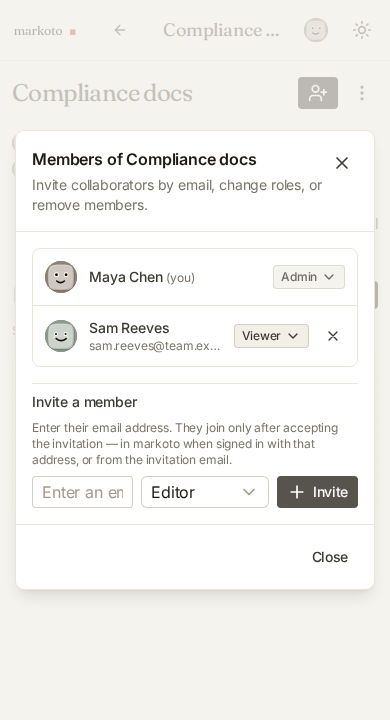 markoto
Compliance ...
Compliance docs
Members of Compliance docs
Invite collaborators by email, change roles, or
remove members.
Maya Chen (you)
Admin
Sam Reeves
Viewer
sam.reeves@team.ex...
Invite a member
Enter their email address. They join only after accepting
the invitation — in markoto when signed in with that
address, or from the invitation email.
Enter an en
Editor
Invite
Close